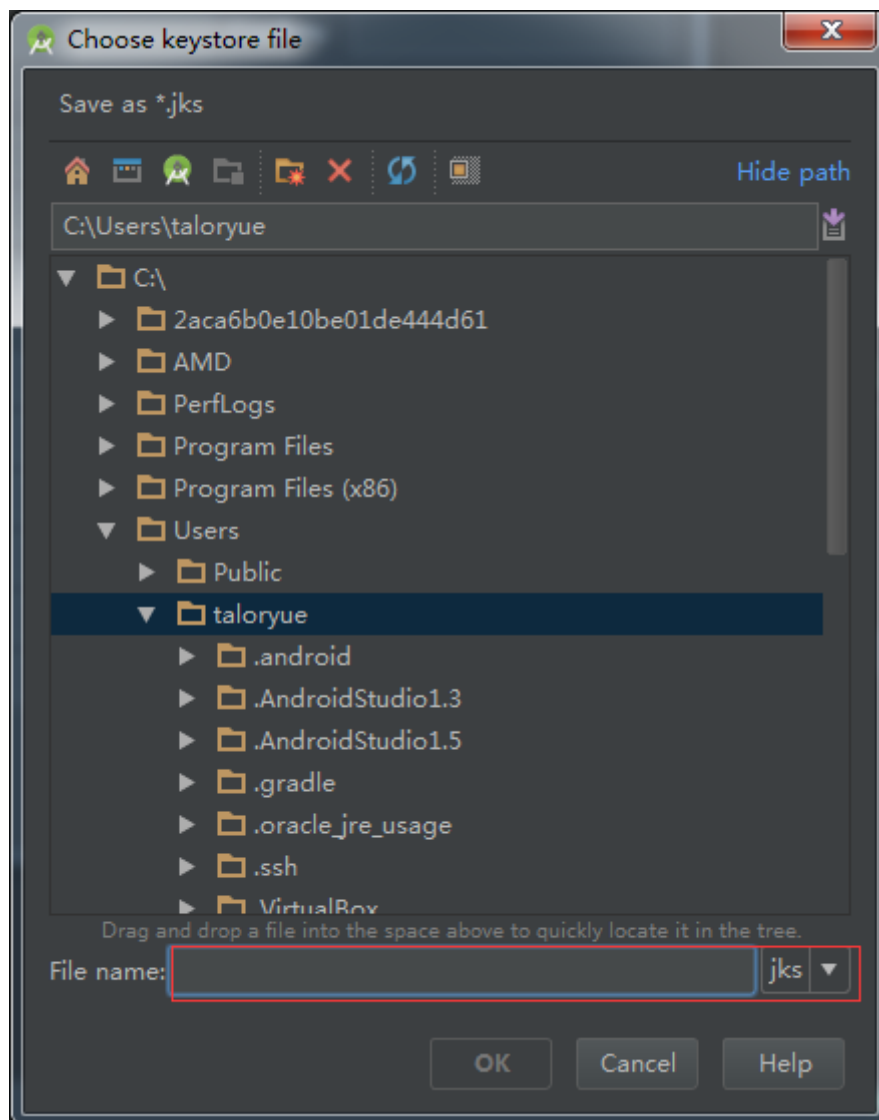 Choose keystore file
Save as *.jks
Hide path
C:\Users\taloryue
C:\
2aca6b0e10be01de444d61
AMD
PerfLogs
Program Files
Program Files (x86)
Users
Public
taloryue
.android
.AndroidStudio1.3
.AndroidStudio1.5
.gradle
.oracle_jre_usage
.ssh
.VirtualBox
Drag and drop a file into the space above to quickly locate it in the tree.
File name: jks
OK Cancel Help